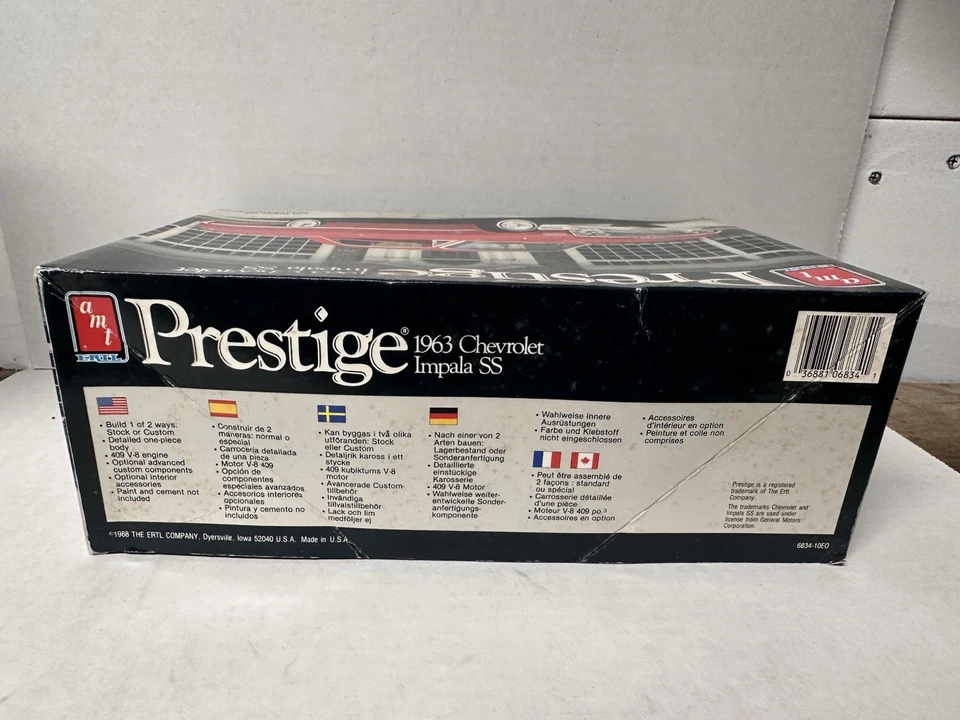 Prestige
Impala SS
amt
amt
ERTL
Prestige®
1963 Chevrolet
Impala SS
0 36881 06834 1
• Build 1 of 2 ways:
Stock or Custom
• Detailed one-piece
body
• 409 V-8 engine
• Optional advanced
custom components
• Optional interior
accessories
• Paint and cement not
included
• Construir de 2
maneras: normal o
especial
• Carrocería detallada
de una pieza
• Motor V-8 409
• Opción de
componentes
especiales avanzados
• Accesorios interiores
opcionales
• Pintura y cemento no
incluidos
• Kan byggas i två olika
utföranden: Stock
eller Custom
• Detaljrik kaross i ett
stycke
• 409 kubiktums V-8
motor
• Avancerade Custom-
tillbehör
• Invändiga
tillvalstillbehör
• Lack och lim
medföljer ej
• Nach einer von 2
Arten bauen:
Lagerbestand oder
Sonderanfertigung
• Detaillierte
einstückige
Karosserie
• 409 V-8 Motor
• Wahlweise weiter-
entwickelte Sonder-
anfertigungs-
komponente
• Wahlweise innere
Ausrüstungen
• Farbe und Klebstoff
nicht eingeschlossen
• Peut être assemblé de
2 façons : standard
ou spécial
• Carrosserie détaillée
d'une pièce
• Moteur V-8 409 po.³
• Accessoires en option
• Accessoires
d'intérieur en option
• Peinture et colle non
comprises
Prestige is a registered
trademark of The Ertl
Company.
The trademarks Chevrolet and
Impala SS are used under
license from General Motors
Corporation.
©1988 THE ERTL COMPANY, Dyersville, Iowa 52040 U.S.A. Made in U.S.A.
6834-10EO